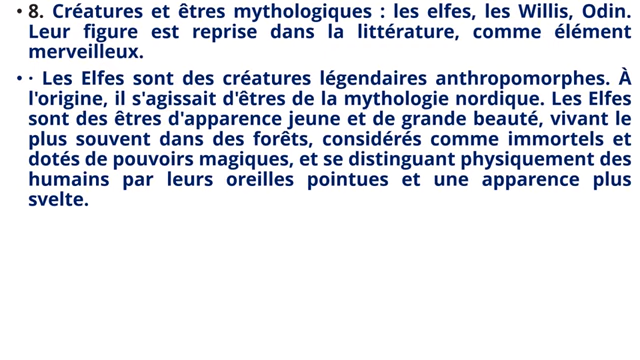 • 8. Créatures et êtres mythologiques : les elfes, les Willis, Odin.
Leur figure est reprise dans la littérature, comme élément
merveilleux.
• · Les Elfes sont des créatures légendaires anthropomorphes. À
l'origine, il s'agissait d'êtres de la mythologie nordique. Les Elfes
sont des êtres d'apparence jeune et de grande beauté, vivant le
plus souvent dans des forêts, considérés comme immortels et
dotés de pouvoirs magiques, et se distinguant physiquement des
humains par leurs oreilles pointues et une apparence plus
svelte.